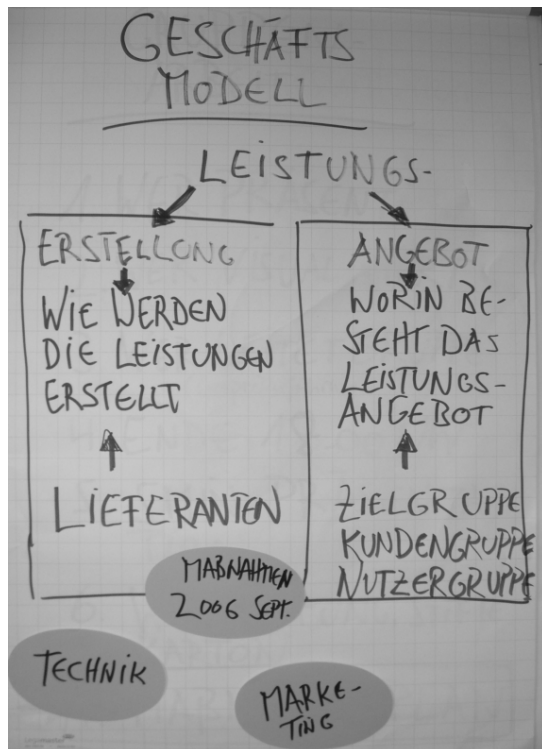 GESCHÄFTS
MODELL
LEISTUNGS-
ERSTELLUNG
WIE WERDEN
DIE LEISTUNGEN
ERSTELLT
LIEFERANTEN
ANGEBOT
WORIN BE-
STEHT DAS
LEISTUNGS-
ANGEBOT
ZIELGRUPPE
KUNDENGRUPPE
NUTZERGRUPPE
MAßNAHMEN
2006 SEPT.
TECHNIK
MARKE-
TING